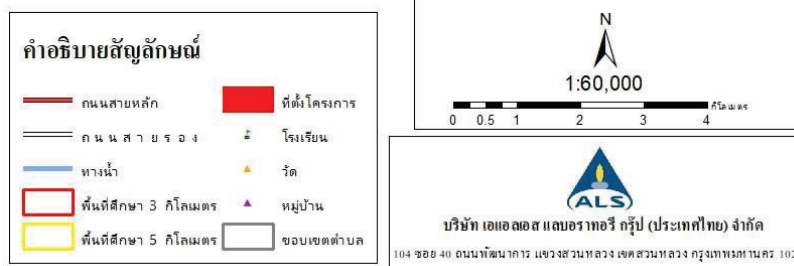 คำอธิบายสัญลักษณ์
ถนนสายหลัก
ที่ตั้งโครงการ
ถนนสายรอง
โรงเรียน
ทางน้ำ
วัด
พื้นที่ศึกษา 3 กิโลเมตร
หมู่บ้าน
พื้นที่ศึกษา 5 กิโลเมตร
ขอบเขตตำบล
N
1:60,000
กิโลเมตร
0 0.5 1 2 3 4
ALS
บริษัท เอแอลเอส แลบอราทอรี กรุ๊ป (ประเทศไทย) จำกัด
104 ซอย 40 ถนนพัฒนาการ แขวงสวนหลวง เขตสวนหลวง กรุงเทพมหานคร